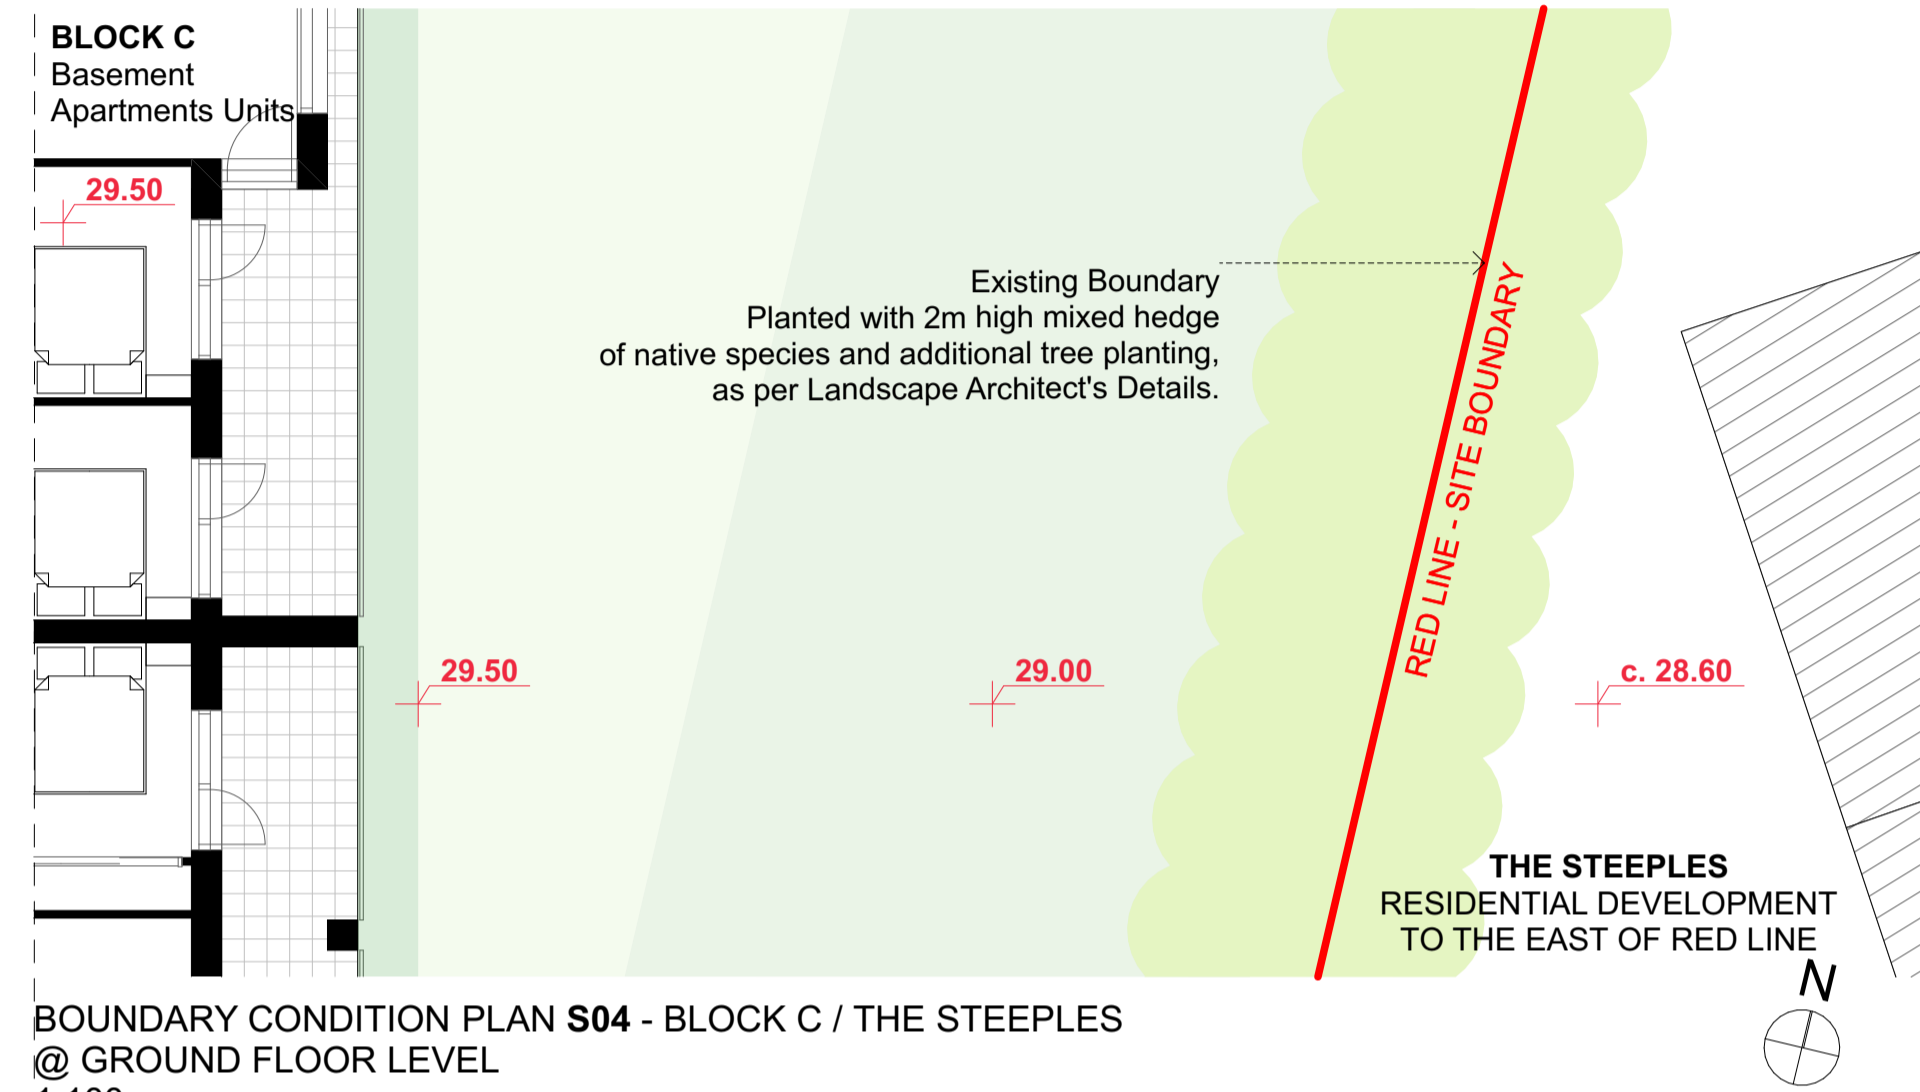 BLOCK C
Basement
Apartments Units
29.50
Existing Boundary
Planted with 2m high mixed hedge
of native species and additional tree planting,
as per Landscape Architect's Details.
RED LINE - SITE BOUNDARY
29.50
29.00
c. 28.60
THE STEEPLES
RESIDENTIAL DEVELOPMENT
TO THE EAST OF RED LINE
N
BOUNDARY CONDITION PLAN S04 - BLOCK C / THE STEEPLES
@ GROUND FLOOR LEVEL